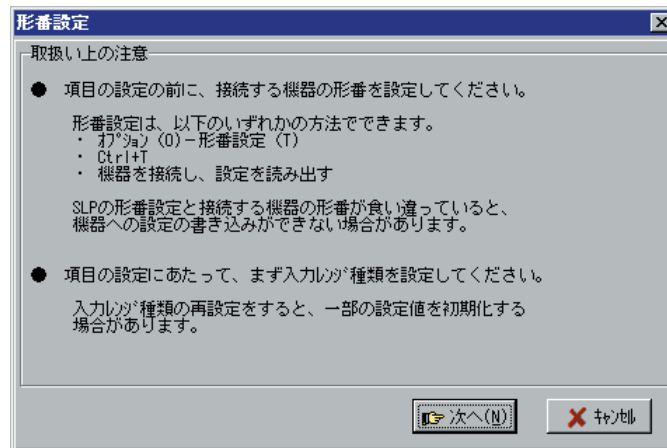 形番設定
取扱い上の注意
● 項目の設定の前に、接続する機器の形番を設定してください。
形番設定は、以下のいずれかの方法でできます。
・ ｵﾌﾟｼｮﾝ (O)－形番設定 (T)
・ Ctrl+T
・ 機器を接続し、設定を読み出す
SLPの形番設定と接続する機器の形番が食い違っていると、
機器への設定の書き込みができない場合があります。
● 項目の設定にあたって、まず入力ﾚﾝｼﾞ種類を設定してください。
入力ﾚﾝｼﾞ種類の再設定をすると、一部の設定値を初期化する
場合があります。
次へ(N) ｷｬﾝｾﾙ